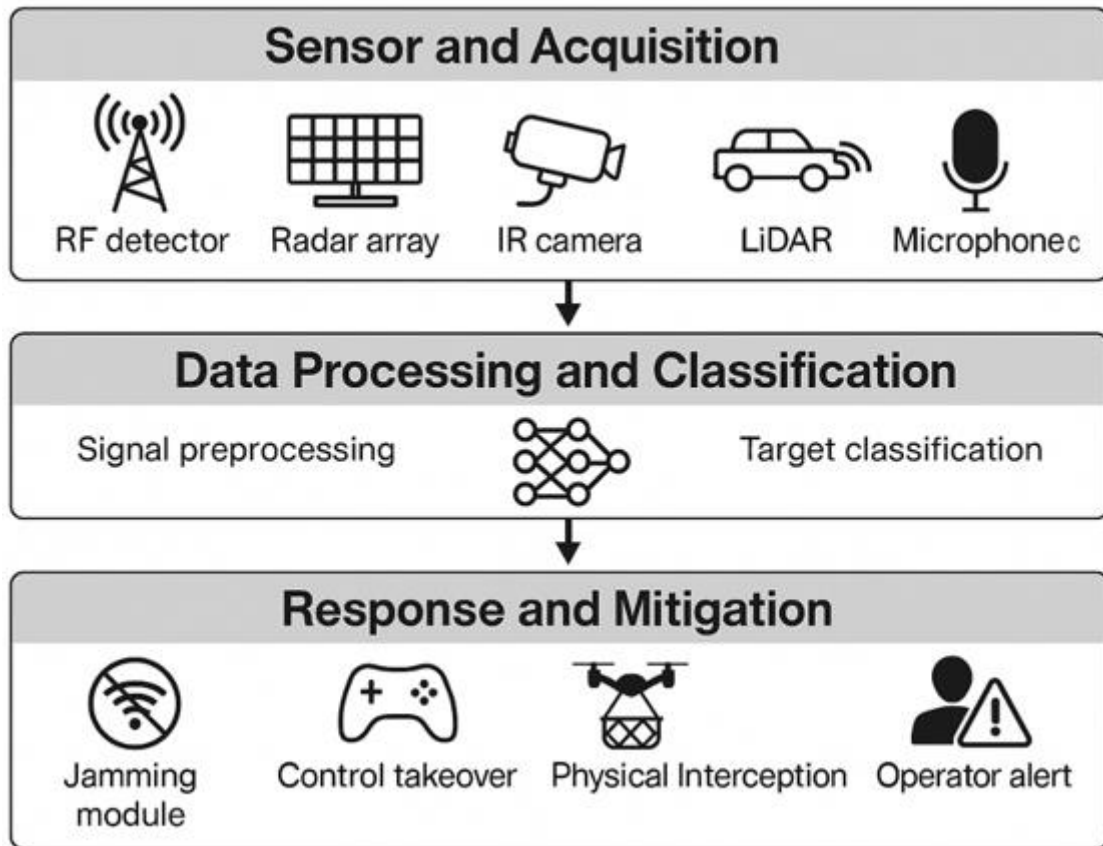 Sensor and Acquisition
RF detector
Radar array
IR camera
LiDAR
Microphonec
Data Processing and Classification
Signal preprocessing
Target classification
Response and Mitigation
Jamming
module
Control takeover
Physical Interception
Operator alert